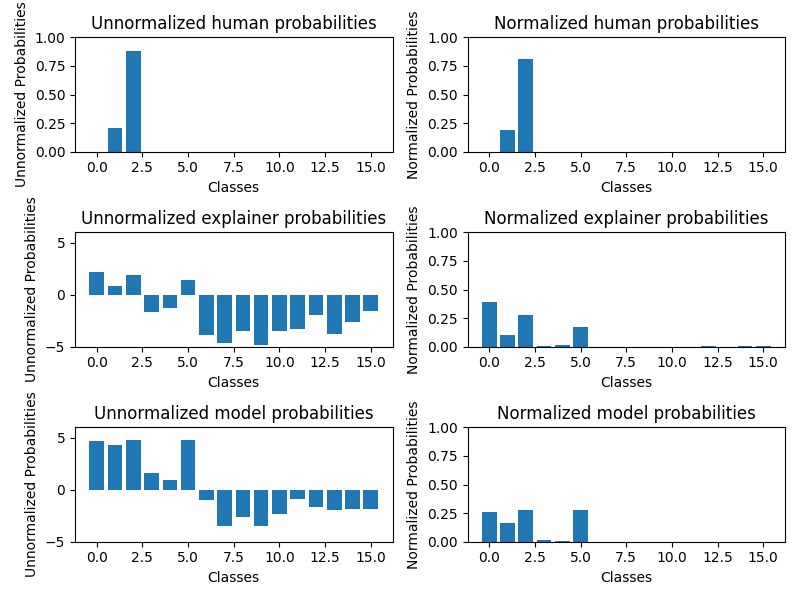 Unnormalized human probabilities
Unnormalized Probabilities
1.00
0.75
0.50
0.25
0.00
0.0 2.5 5.0 7.5 10.0 12.5 15.0
Classes
Normalized human probabilities
Normalized Probabilities
1.00
0.75
0.50
0.25
0.00
0.0 2.5 5.0 7.5 10.0 12.5 15.0
Classes
Unnormalized explainer probabilities
Unnormalized Probabilities
5
0
−5
0.0 2.5 5.0 7.5 10.0 12.5 15.0
Classes
Normalized explainer probabilities
Normalized Probabilities
1.00
0.75
0.50
0.25
0.00
0.0 2.5 5.0 7.5 10.0 12.5 15.0
Classes
Unnormalized model probabilities
Unnormalized Probabilities
5
0
−5
0.0 2.5 5.0 7.5 10.0 12.5 15.0
Classes
Normalized model probabilities
Normalized Probabilities
1.00
0.75
0.50
0.25
0.00
0.0 2.5 5.0 7.5 10.0 12.5 15.0
Classes